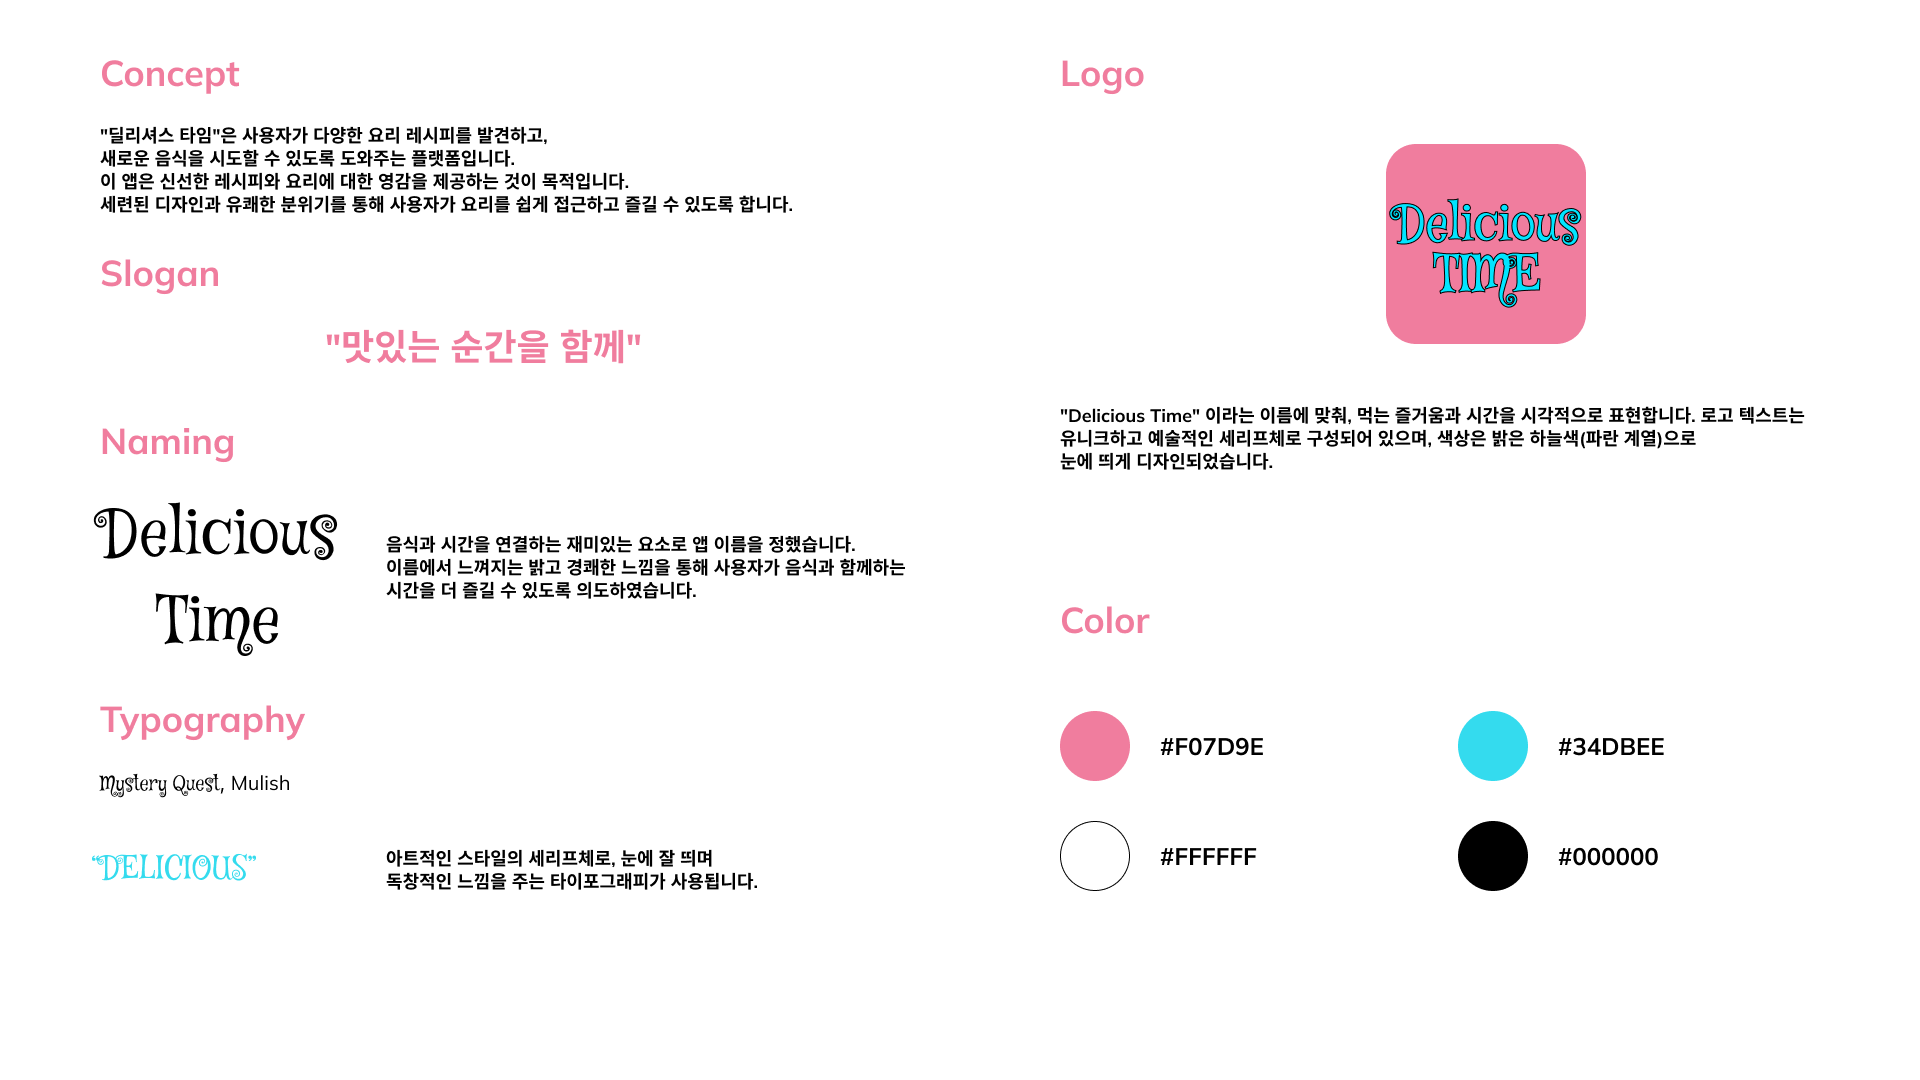 Concept
"딜리셔스 타임"은 사용자가 다양한 요리 레시피를 발견하고,
새로운 음식을 시도할 수 있도록 도와주는 플랫폼입니다.
이 앱은 신선한 레시피와 요리에 대한 영감을 제공하는 것이 목적입니다.
세련된 디자인과 유쾌한 분위기를 통해 사용자가 요리를 쉽게 접근하고 즐길 수 있도록 합니다.
Slogan
"맛있는 순간을 함께"
Naming
Delicious
Time
음식과 시간을 연결하는 재미있는 요소로 앱 이름을 정했습니다.
이름에서 느껴지는 밝고 경쾌한 느낌을 통해 사용자가 음식과 함께하는
시간을 더 즐길 수 있도록 의도하였습니다.
Typography
Mystery Quest, Mulish
“DELICIOUS”
아트적인 스타일의 세리프체로, 눈에 잘 띄며
독창적인 느낌을 주는 타이포그래피가 사용됩니다.
Logo
Delicious
TIME
"Delicious Time" 이라는 이름에 맞춰, 먹는 즐거움과 시간을 시각적으로 표현합니다. 로고 텍스트는
유니크하고 예술적인 세리프체로 구성되어 있으며, 색상은 밝은 하늘색(파란 계열)으로
눈에 띄게 디자인되었습니다.
Color
#F07D9E
#34DBEE
#FFFFFF
#000000